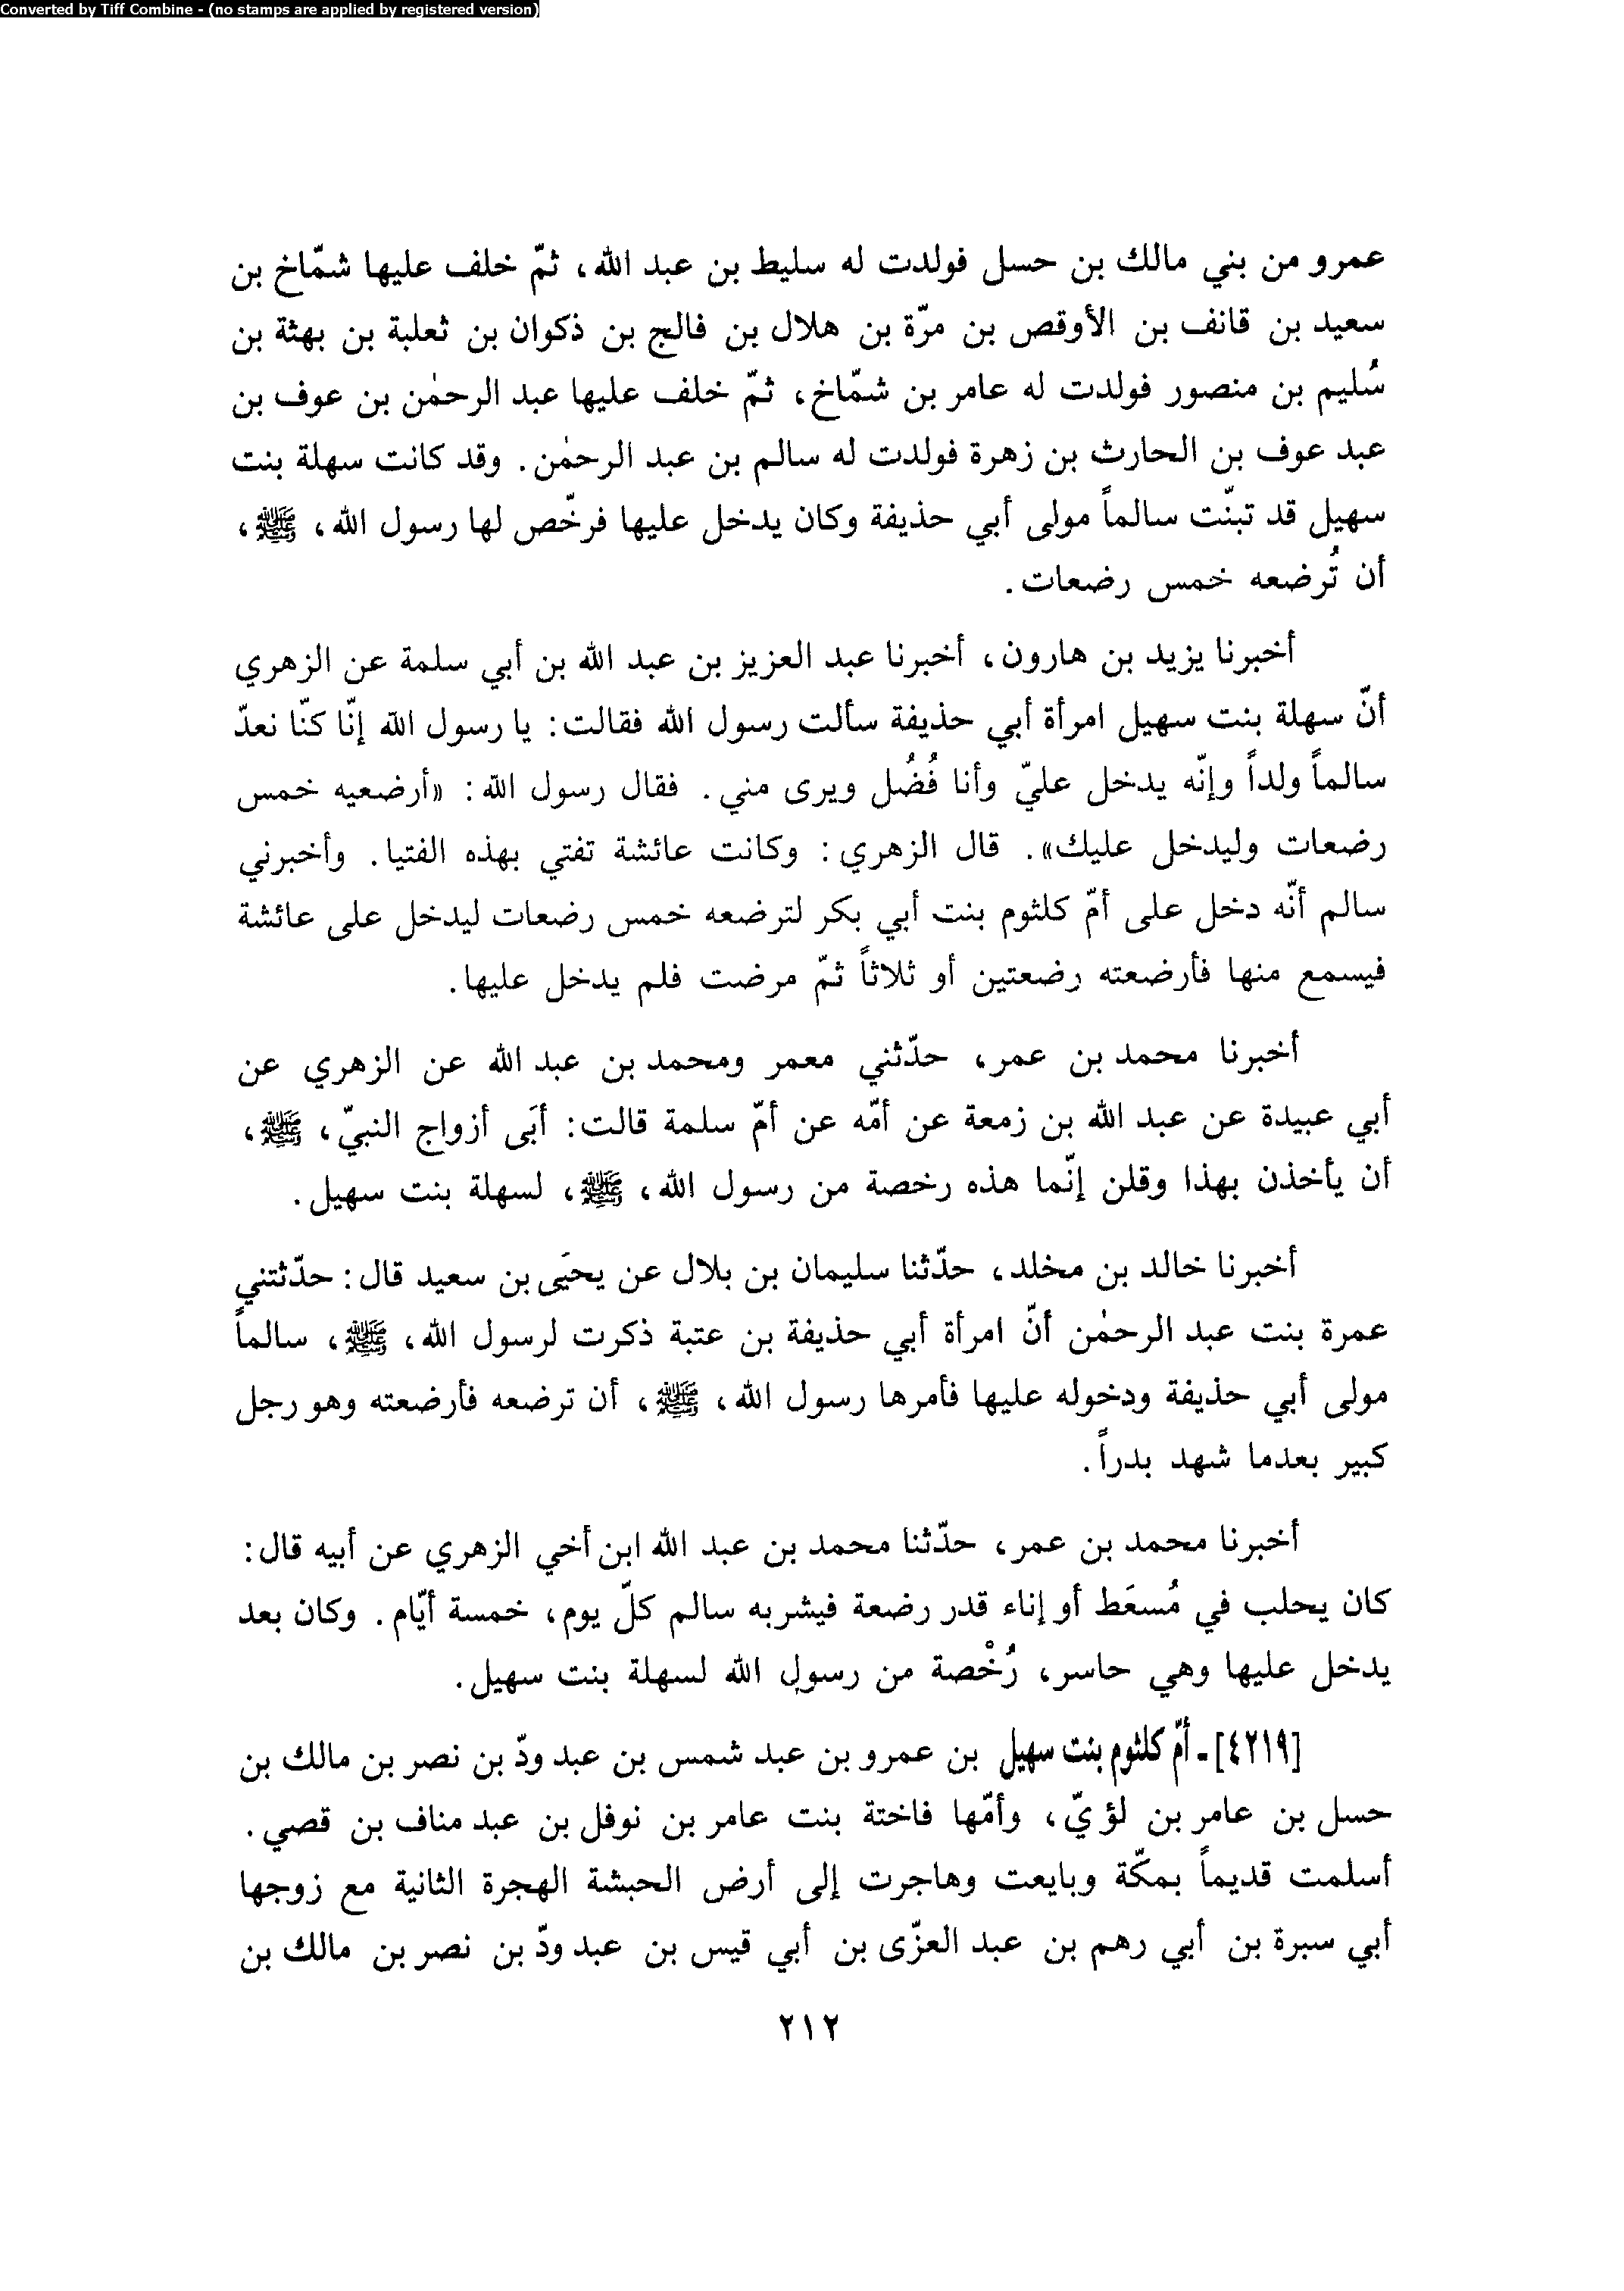 Converted by Tiff Combine - (no stamps are applied by registered version)
عمرو من بني مالك بن حسل فولدت له سليط بن عبد الله، ثمّ خلف عليها شمّاخ بن
سعيد بن قانف بن الأوقص بن مرّة بن هلال بن فالج بن ذكوان بن ثعلبة بن بهثة بن
سُليم بن منصور فولدت له عامر بن شمّاخ، ثمّ خلف عليها عبد الرحمٰن بن عوف بن
عبد عوف بن الحارث بن زهرة فولدت له سالم بن عبد الرحمٰن. وقد كانت سهلة بنت
سهيل قد تبنّت سالماً مولى أبي حذيفة وكان يدخل عليها فرخّص لها رسول الله، ﷺ،
أن تُرضعه خمس رضعات.
أخبرنا يزيد بن هارون، أخبرنا عبد العزيز بن عبد الله بن أبي سلمة عن الزهري
أنّ سهلة بنت سهيل امرأة أبي حذيفة سألت رسول الله فقالت: يا رسول الله إنّا كنّا نعدّ
سالماً ولداً وإنّه يدخل عليّ وأنا فُضُل ويرى مني. فقال رسول الله: «أرضعيه خمس
رضعات وليدخل عليك». قال الزهري: وكانت عائشة تفتي بهذه الفتيا. وأخبرني
سالم أنّه دخل على أمّ كلثوم بنت أبي بكر لترضعه خمس رضعات ليدخل على عائشة
فيسمع منها فأرضعته رضعتين أو ثلاثاً ثمّ مرضت فلم يدخل عليها.
أخبرنا محمد بن عمر، حدّثني معمر ومحمد بن عبد الله عن الزهري عن
أبي عبيدة عن عبد الله بن زمعة عن أمّه عن أمّ سلمة قالت: أبَى أزواج النبيّ، ﷺ،
أن يأخذن بهذا وقلن إنّما هذه رخصة من رسول الله، ﷺ، لسهلة بنت سهيل.
أخبرنا خالد بن مخلد، حدّثنا سليمان بن بلال عن يحيَى بن سعيد قال: حدّثتني
عمرة بنت عبد الرحمٰن أنّ امرأة أبي حذيفة بن عتبة ذكرت لرسول الله، ﷺ، سالماً
مولى أبي حذيفة ودخوله عليها فأمرها رسول الله، ﷺ، أن ترضعه فأرضعته وهو رجل
كبير بعدما شهد بدراً.
أخبرنا محمد بن عمر، حدّثنا محمد بن عبد الله ابن أخي الزهري عن أبيه قال:
كان يحلب في مُسعَط أو إناء قدر رضعة فيشربه سالم كلّ يوم، خمسة أيّام. وكان بعد
يدخل عليها وهي حاسر، رُخْصة من رسول الله لسهلة بنت سهيل.
[٤٢١٩] - أمّ كلثوم بنت سهيل بن عمرو بن عبد شمس بن عبد ودّ بن نصر بن مالك بن
حسل بن عامر بن لؤيّ، وأمّها فاختة بنت عامر بن نوفل بن عبد مناف بن قصي.
أسلمت قديماً بمكّة وبايعت وهاجرت إلى أرض الحبشة الهجرة الثانية مع زوجها
أبي سبرة بن أبي رهم بن عبد العزّى بن أبي قيس بن عبد ودّ بن نصر بن مالك بن
٢١٢